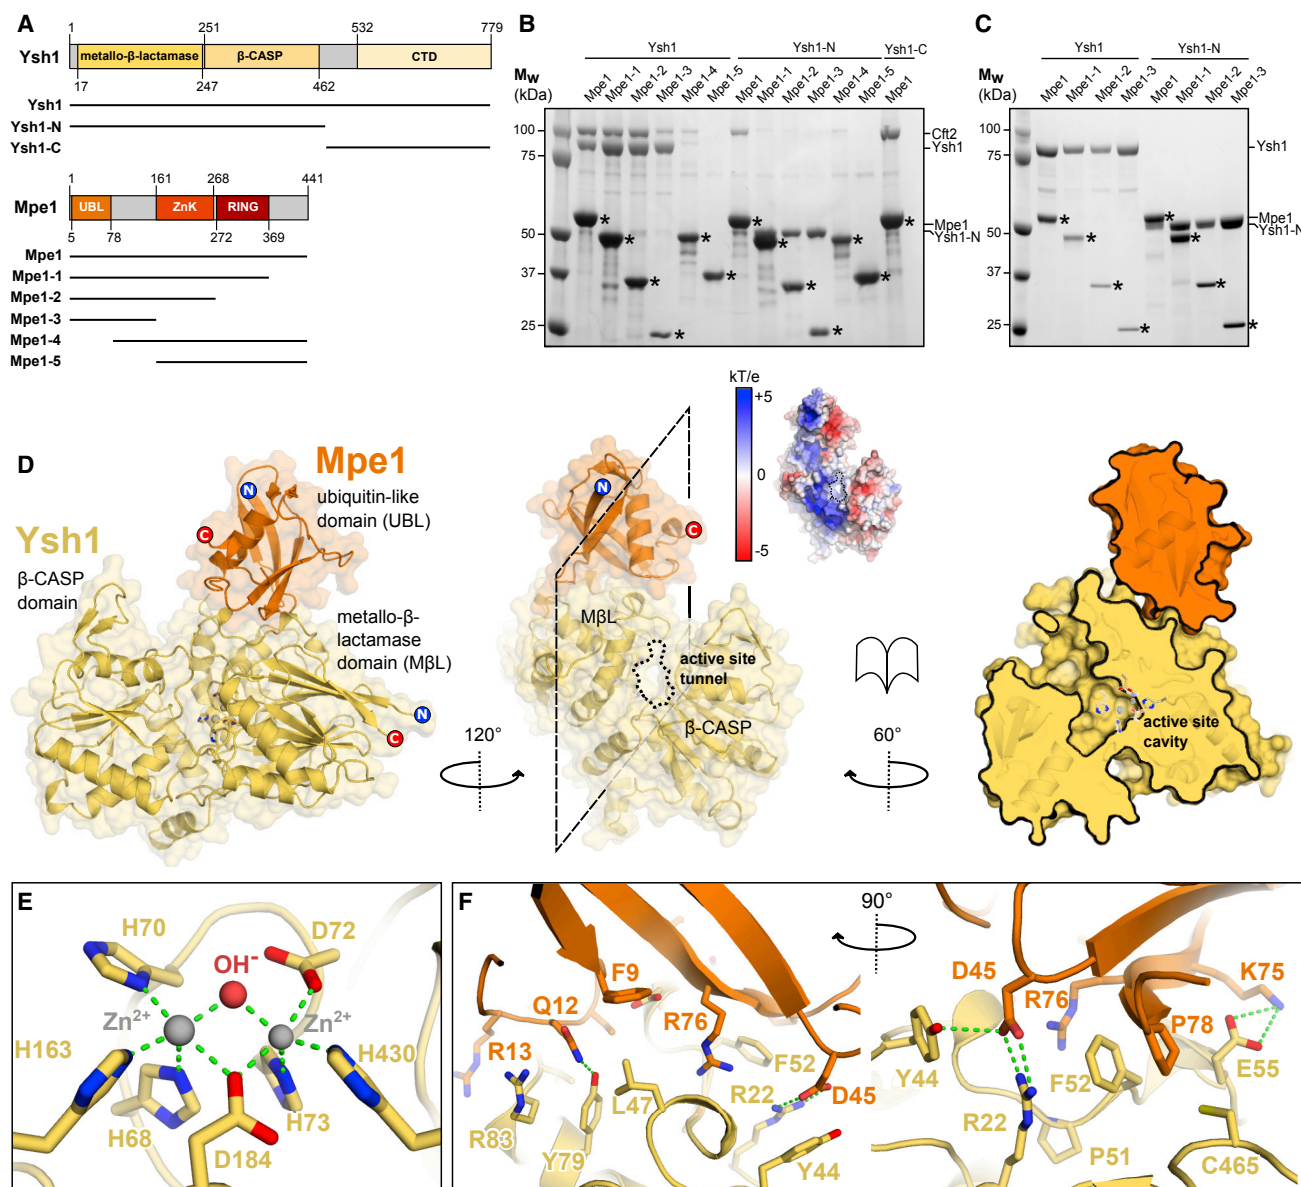 A
1
251
532
779
Ysh1
metallo-β-lactamase
β-CASP
CTD
17
247
462
Ysh1
Ysh1-N
Ysh1-C
1
161
268
441
Mpe1
UBL
ZnK
RING
5
78
272
369
Mpe1
Mpe1-1
Mpe1-2
Mpe1-3
Mpe1-4
Mpe1-5
B
Ysh1
Ysh1-N
Ysh1-C
Mw
(kDa)
Mpe1
Mpe1-1
Mpe1-2
Mpe1-3
Mpe1-4
Mpe1-5
Mpe1
Mpe1-1
Mpe1-2
Mpe1-3
Mpe1-4
Mpe1-5
Mpe1
100
75
50
37
25
Cft2
Ysh1
Mpe1
Ysh1-N
* * * * * * * * * * *
C
Ysh1
Ysh1-N
Mw
(kDa)
Mpe1
Mpe1-1
Mpe1-2
Mpe1-3
Mpe1
Mpe1-1
Mpe1-2
Mpe1-3
100
75
50
37
25
Ysh1
Mpe1
Ysh1-N
* * * * * * * *
D
Mpe1
ubiquitin-like
domain (UBL)
Ysh1
β-CASP
domain
metallo-β-
lactamase
domain (MβL)
N
C
N
C
120°
N
C
MβL
active site
tunnel
β-CASP
kT/e
+5
0
-5
60°
active site
cavity
E
H70
D72
OH-
Zn2+
Zn2+
H163
H430
H68
H73
D184
F
F9
Q12
R76
R13
F52
L47
R22
D45
R83
Y79
Y44
90°
D45
K75
R76
P78
Y44
F52
E55
R22
P51
C465